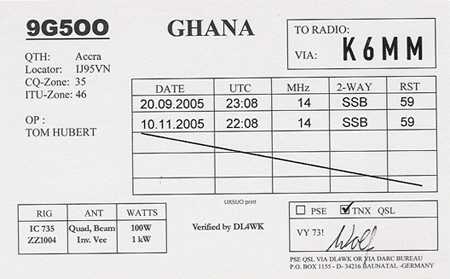 9G5OO
GHANA
TO RADIO:
VIA: K6MM
QTH: Accra
Locator: IJ95VN
CQ-Zone: 35
ITU-Zone: 46
OP :
TOM HUBERT
DATE UTC MHz 2-WAY RST
20.09.2005 23:08 14 SSB 59
10.11.2005 22:08 14 SSB 59
UX5UO print
RIG ANT WATTS
IC 735 Quad, Beam 100W
ZZ1004 Inv. Vee 1 kW
Verified by DL4WK
PSE TNX QSL
VY 73!
PSE QSL VIA DL4WK OR VIA DARC BUREAU
P.O. BOX 1155 - D- 34216 BAUNATAL -GERMANY